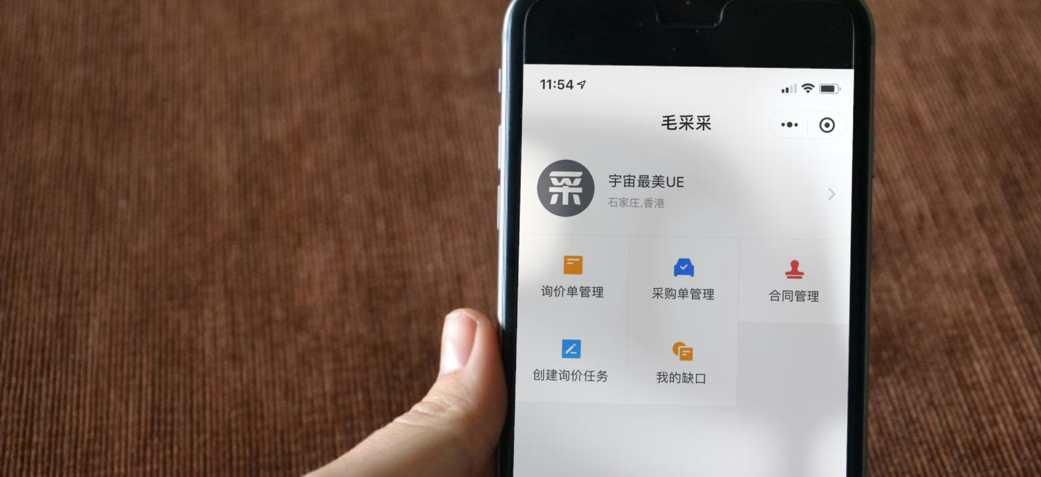 11:54
毛采采
采
宇宙最美UE
石家庄,香港
询价单管理
采购单管理
合同管理
创建询价任务
我的缺口